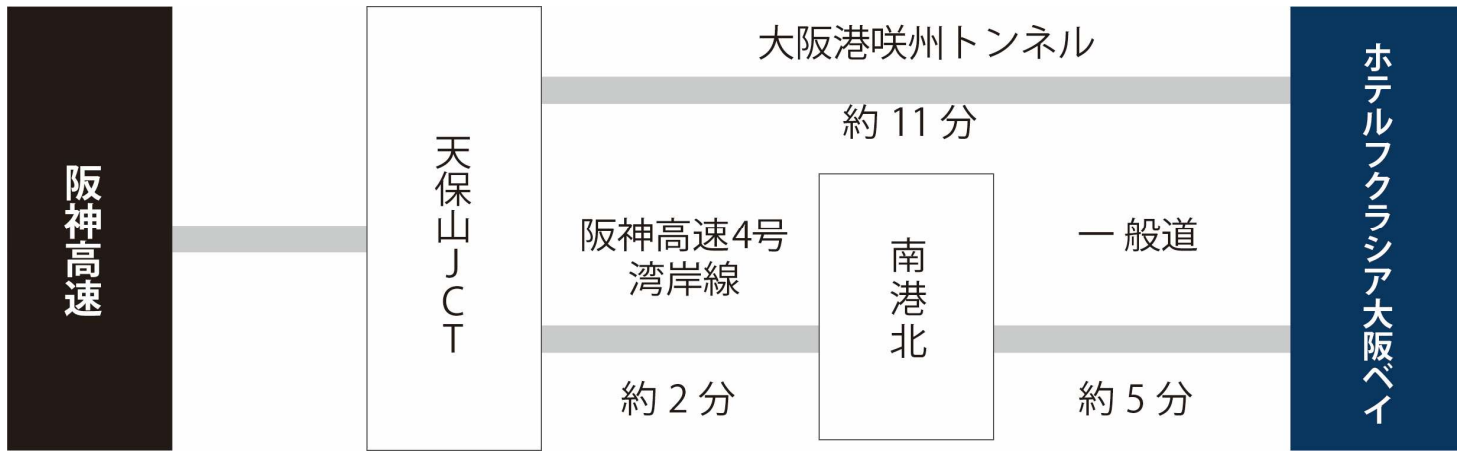 阪神高速
天保山JCT
大阪港咲州トンネル
約 11 分
阪神高速4号
湾岸線
約 2 分
南港北
一 般道
約 5 分
ホテルフクラシア大阪ベイ